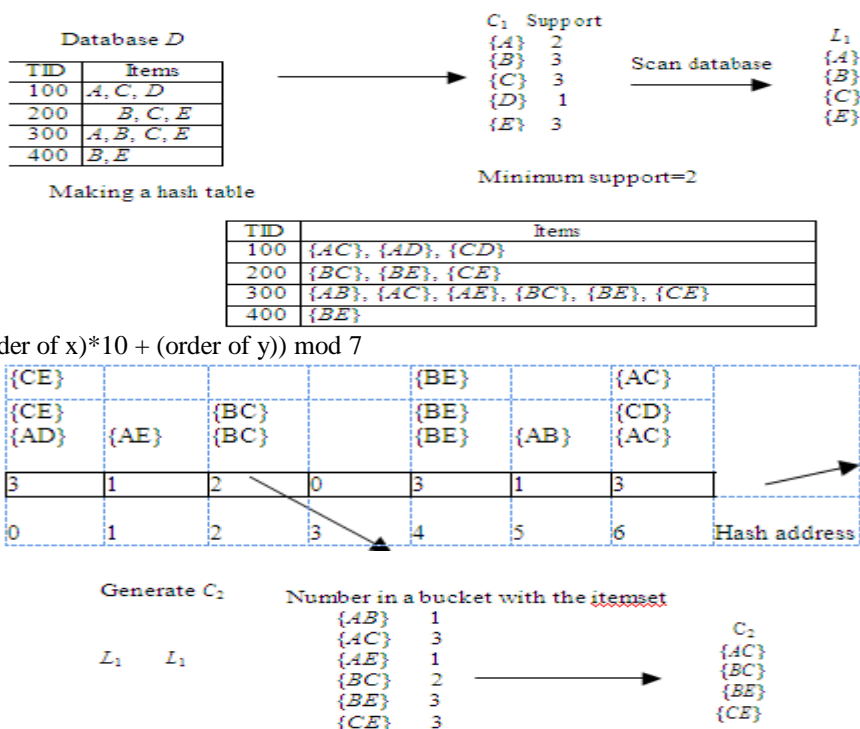 Database D
TID Items
100 A, C, D
200 B, C, E
300 A, B, C, E
400 B, E
C₁ Support
{A} 2
{B} 3
{C} 3
{D} 1
{E} 3
Scan database
L₁
{A}
{B}
{C}
{E}
Making a hash table
Minimum support=2
TID Items
100 {AC}, {AD}, {CD}
200 {BC}, {BE}, {CE}
300 {AB}, {AC}, {AE}, {BC}, {BE}, {CE}
400 {BE}
der of x)*10 + (order of y)) mod 7
{CE} {BE} {AC}
{CE} {BC} {BE} {CD}
{AD} {AE} {BC} {BE} {AB} {AC}
3 1 2 0 3 1 3
0 1 2 3 4 5 6 Hash address
Generate C₂
L₁ L₁
Number in a bucket with the itemset
{AB} 1
{AC} 3
{AE} 1
{BC} 2
{BE} 3
{CE} 3
C₂
{AC}
{BC}
{BE}
{CE}